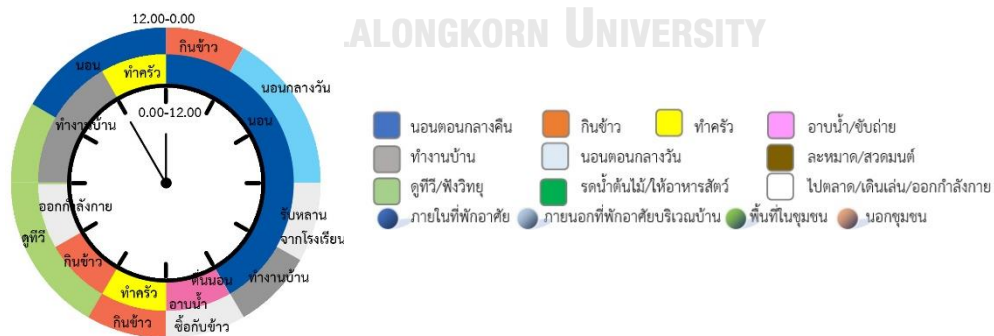 12.00-0.00
ALONGKORN UNIVERSITY
กินข้าว
นอน
ทำครัว
นอนกลางวัน
0.00-12.00
นอน
ทำงานบ้าน
ออกกำลังกาย
ดูทีวี
รับหลาน
จากโรงเรียน
กินข้าว
ตื่นนอน
ทำงานบ้าน
ทำครัว
อาบน้ำ
กินข้าว
ซื้อกับข้าว
นอนตอนกลางคืน
กินข้าว
ทำครัว
อาบน้ำ/ขับถ่าย
ทำงานบ้าน
นอนตอนกลางวัน
ละหมาด/สวดมนต์
ดูทีวี/ฟังวิทยุ
รดน้ำต้นไม้/ให้อาหารสัตว์
ไปตลาด/เดินเล่น/ออกกำลังกาย
ภายในที่พักอาศัย
ภายนอกที่พักอาศัยบริเวณบ้าน
พื้นที่ในชุมชน
นอกชุมชน